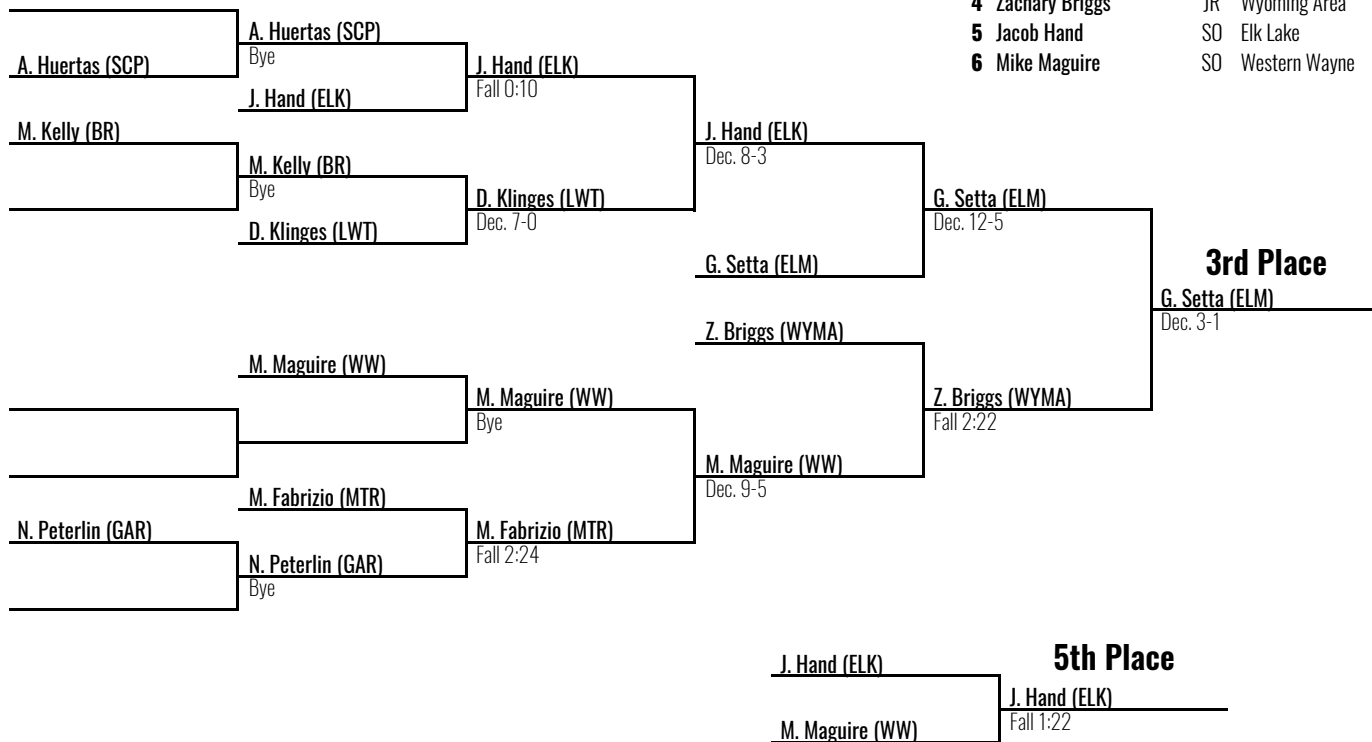 4 Zachary Briggs JR Wyoming Area
5 Jacob Hand SO Elk Lake
6 Mike Maguire SO Western Wayne
A. Huertas (SCP)
M. Kelly (BR)
N. Peterlin (GAR)
A. Huertas (SCP)
Bye
J. Hand (ELK)
M. Kelly (BR)
Bye
D. Klinges (LWT)
M. Maguire (WW)
M. Fabrizio (MTR)
N. Peterlin (GAR)
Bye
J. Hand (ELK)
Fall 0:10
D. Klinges (LWT)
Dec. 7-0
M. Maguire (WW)
Bye
M. Fabrizio (MTR)
Fall 2:24
J. Hand (ELK)
Dec. 8-3
G. Setta (ELM)
Z. Briggs (WYMA)
M. Maguire (WW)
Dec. 9-5
G. Setta (ELM)
Dec. 12-5
Z. Briggs (WYMA)
Fall 2:22
3rd Place
G. Setta (ELM)
Dec. 3-1
5th Place
J. Hand (ELK)
M. Maguire (WW)
J. Hand (ELK)
Fall 1:22